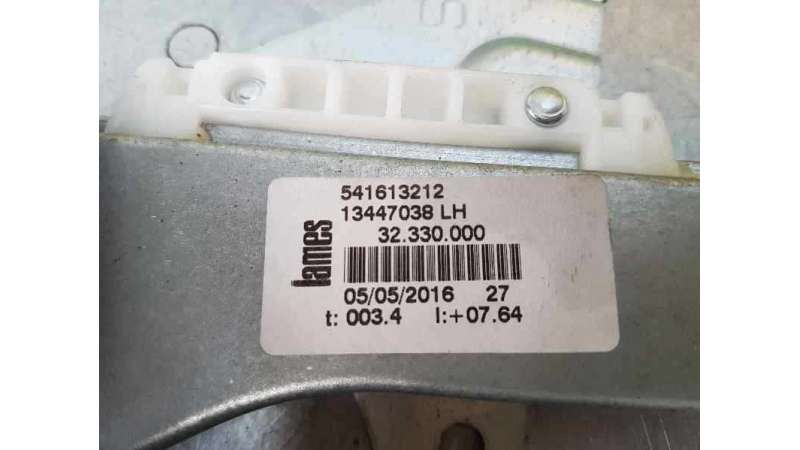 lames
541613212
13447038 LH
32.330.000
05/05/2016 27
t: 003.4 l:+07.64